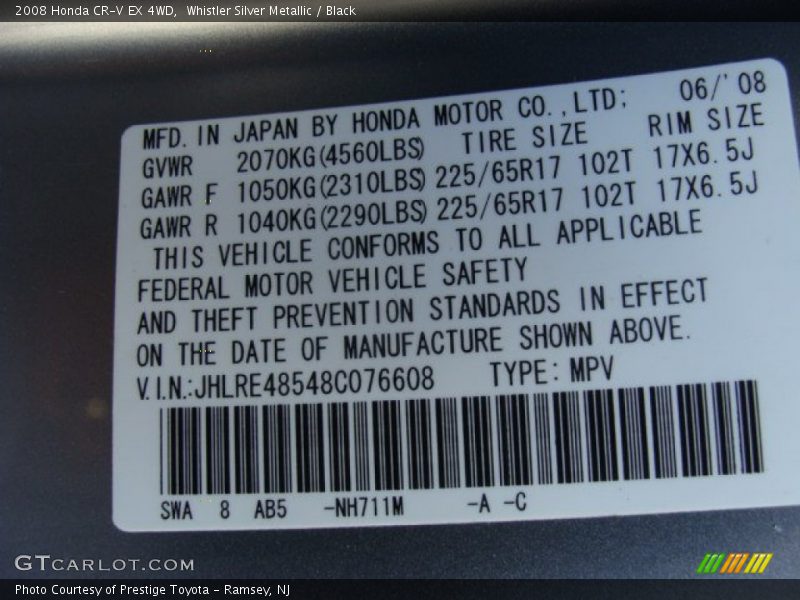 2008 Honda CR-V EX 4WD,  Whistler Silver Metallic / Black
MFD. IN JAPAN BY HONDA MOTOR CO.,LTD; 06/'08
GVWR 2070KG(4560LBS) TIRE SIZE RIM SIZE
GAWR F 1050KG(2310LBS) 225/65R17 102T 17X6.5J
GAWR R 1040KG(2290LBS) 225/65R17 102T 17X6.5J
THIS VEHICLE CONFORMS TO ALL APPLICABLE
FEDERAL MOTOR VEHICLE SAFETY
AND THEFT PREVENTION STANDARDS IN EFFECT
ON THE DATE OF MANUFACTURE SHOWN ABOVE.
V.I.N.:JHLRE48548C076608 TYPE: MPV
SWA 8 AB5 -NH711M -A -C
GTCARLOT.COM
Photo Courtesy of Prestige Toyota - Ramsey, NJ